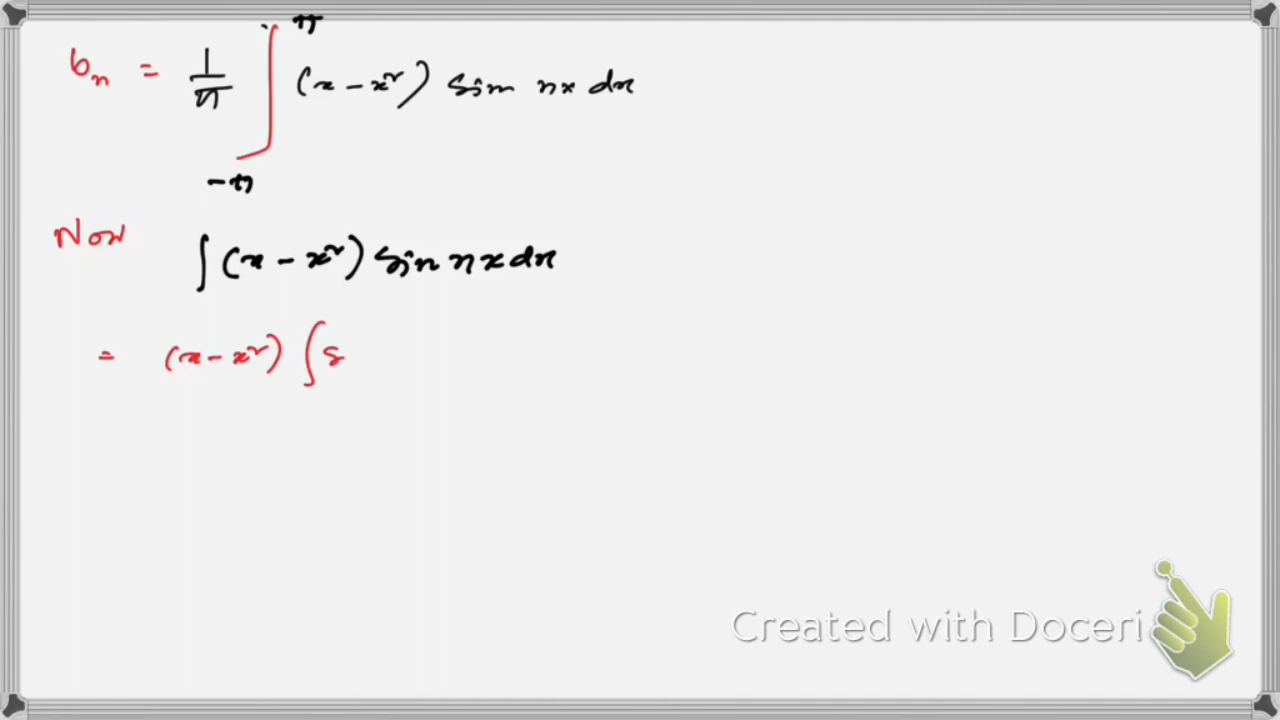 bₙ = 1/π ∫_{-π}^{π} (x - x²) sin nx dx
Now
∫ (x - x²) sin nx dx
= (x - x²) ∫ s
Created with Doceri